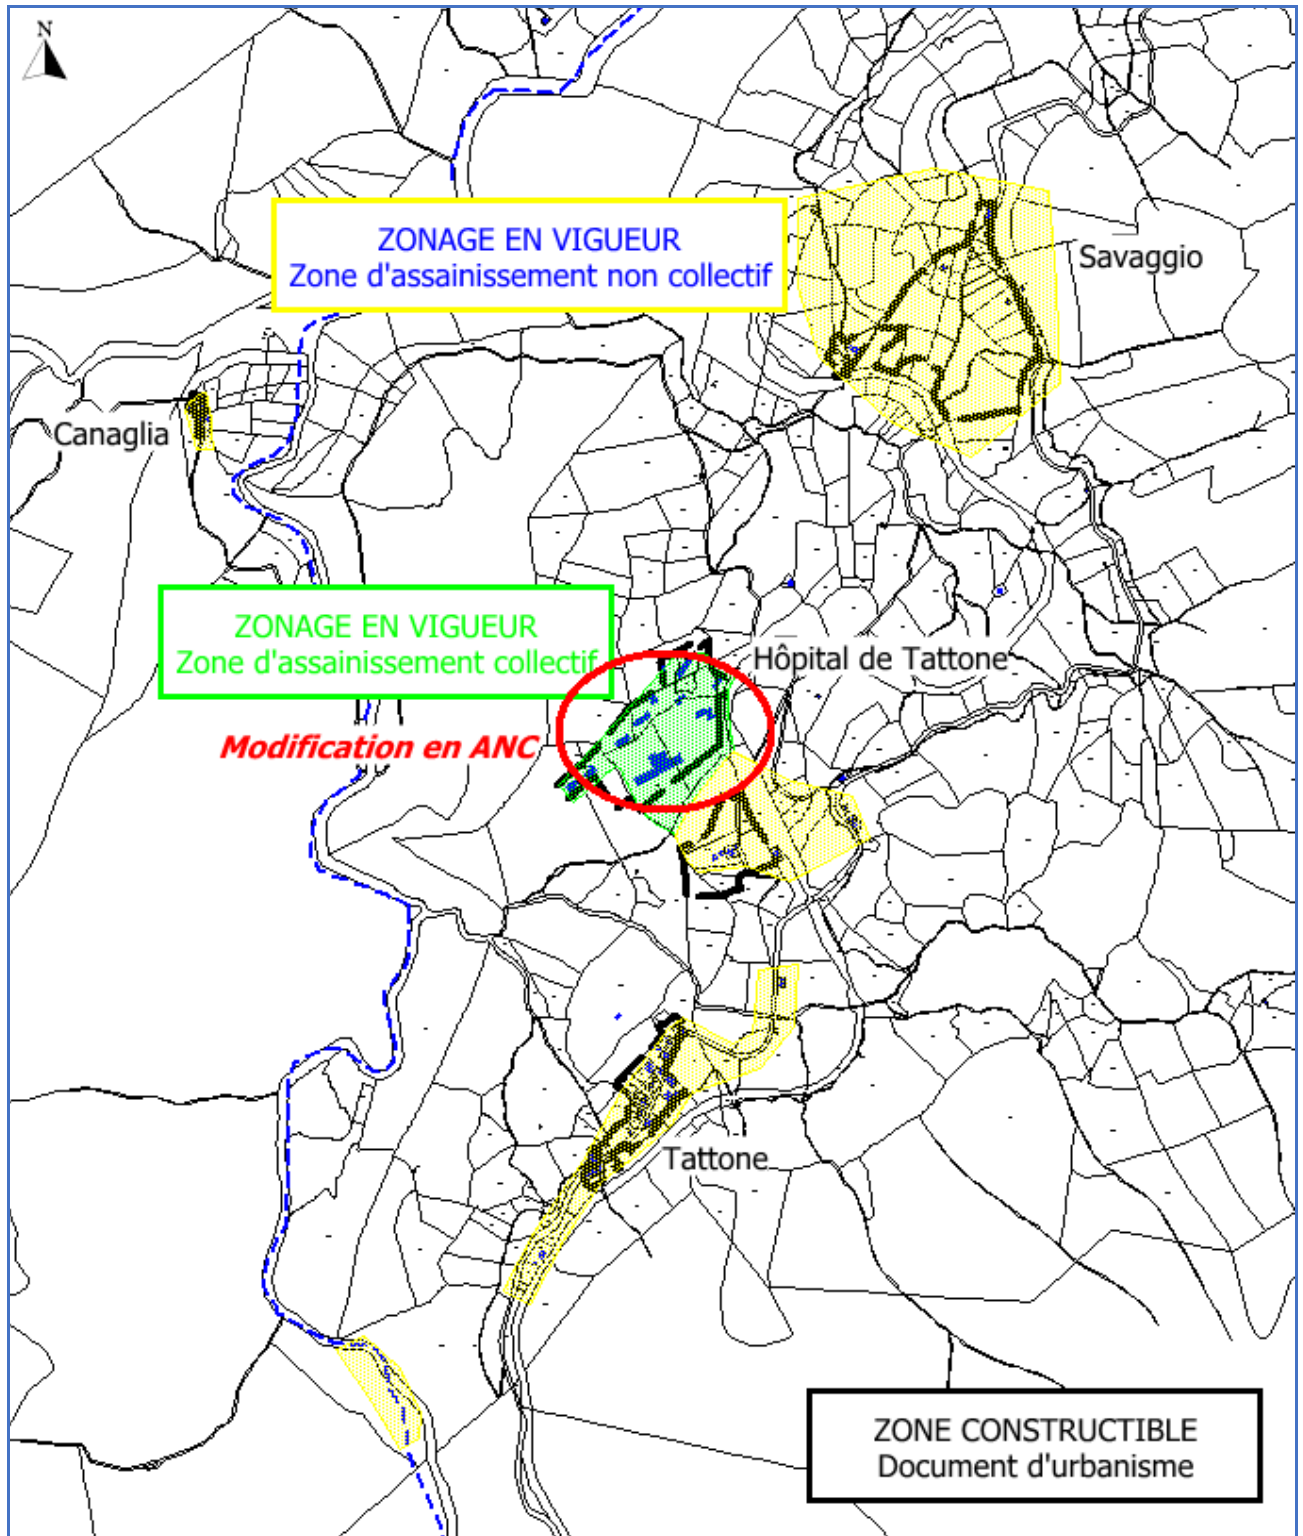 N
ZONAGE EN VIGUEUR
Zone d'assainissement non collectif
Savaggio
Canaglia
ZONAGE EN VIGUEUR
Zone d'assainissement collectif
Hôpital de Tattone
Modification en ANC
Tattone
ZONE CONSTRUCTIBLE
Document d'urbanisme